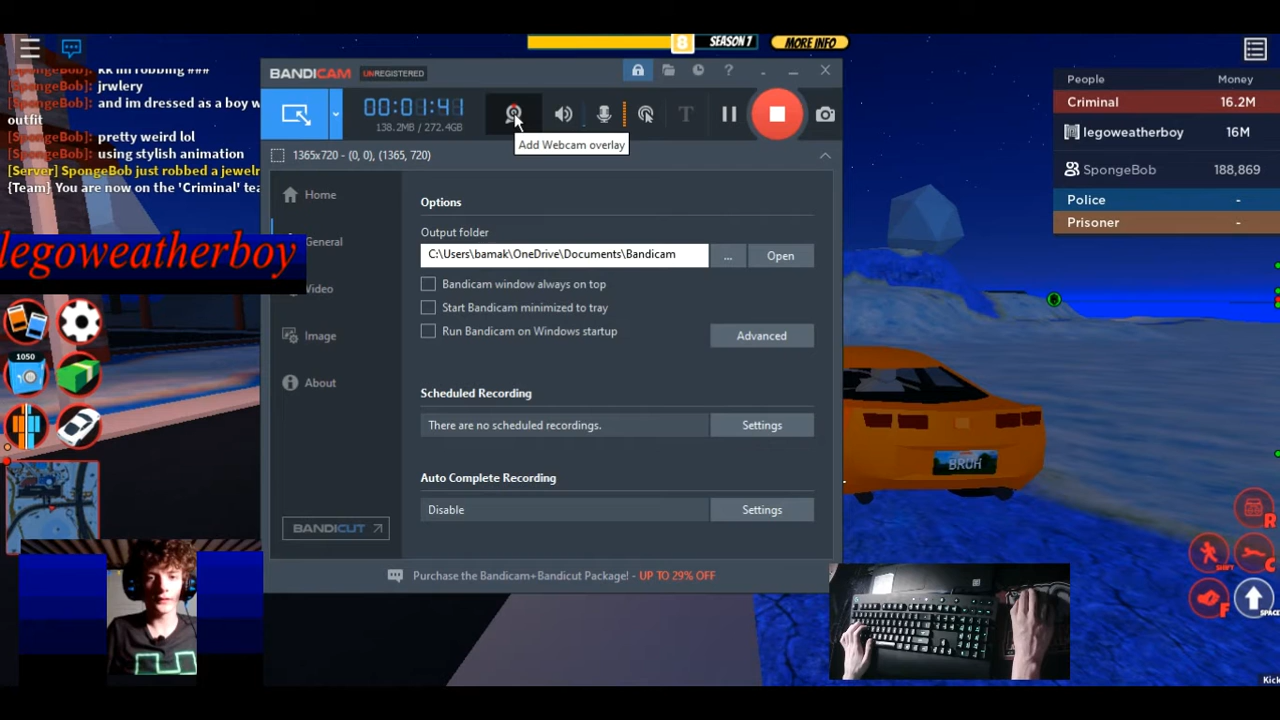 SEASON 7
8
MORE INFO
[SpongeBob]: kk im robbing ###
[SpongeBob]: jrwlery
[SpongeBob]: and im dressed as a boy w
outfit
[SpongeBob]: pretty weird lol
[SpongeBob]: using stylish animation
[Server] SpongeBob just robbed a jewelr
{Team} You are now on the 'Criminal' tea
legoweatherboy
1050
BANDICAM UNREGISTERED
?
00:01:41
138.2MB / 272.4GB
T
Add Webcam overlay
1365x720 - (0, 0), (1365, 720)
Home
General
Video
Image
About
BANDICUT
Options
Output folder
C:\Users\bamak\OneDrive\Documents\Bandicam
...
Open
Bandicam window always on top
Start Bandicam minimized to tray
Run Bandicam on Windows startup
Advanced
Scheduled Recording
There are no scheduled recordings.
Settings
Auto Complete Recording
Disable
Settings
Purchase the Bandicam+Bandicut Package! - UP TO 29% OFF
People Money
Criminal 16.2M
legoweatherboy 16M
SpongeBob 188,869
Police -
Prisoner -
BRUH
R
SHIFT
C
F
SPACE
Kick